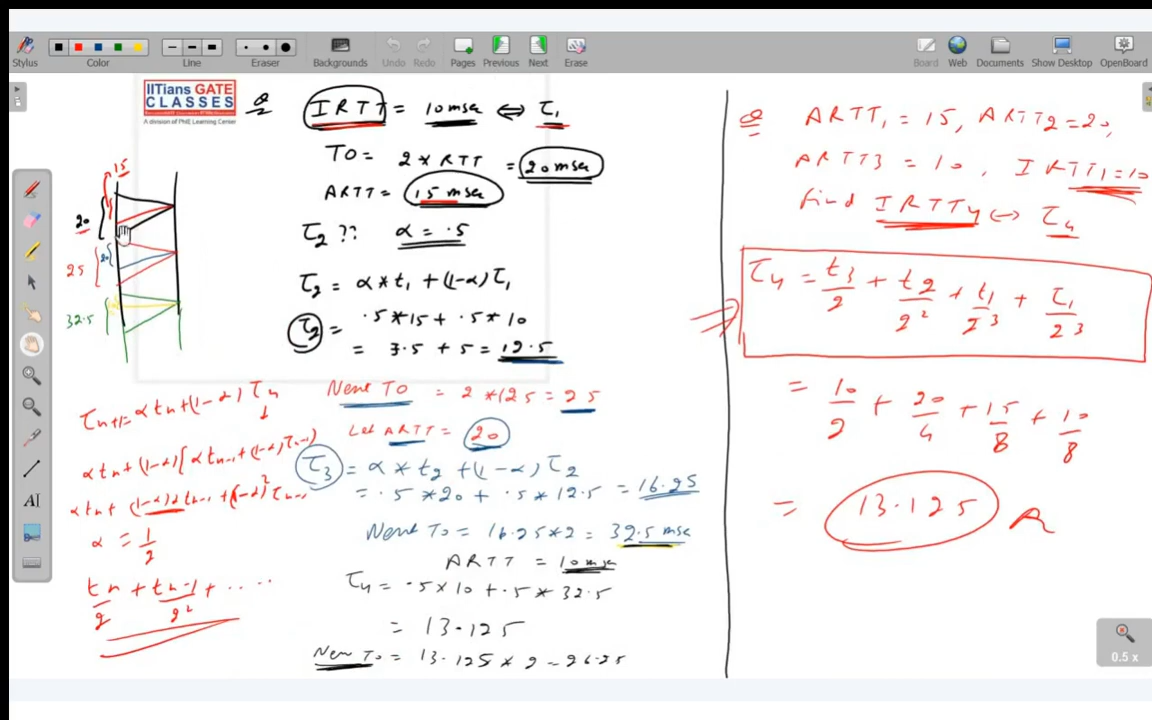 Stylus
Color
Line
Eraser
Backgrounds
Undo
Redo
Pages
Previous
Next
Erase
Board
Web
Documents
Show Desktop
OpenBoard
IITians GATE
CLASSES
A division of PhIE Learning Center
Q IRTT = 10 msec ⇔ τ1
TO = 2 * RTT = 20 msec
ARTT = 15 msec
τ2 ?? α = .5
τ2 = α * t1 + (1-α) τ1
τ2 = .5*15 + .5*10
= 7.5 + 5 = 12.5
Next TO = 2 * 12.5 = 25
Let ARTT = 20
τ3 = α * t2 + (1-α) τ2
= .5*20 + .5*12.5 = 16.25
Next To = 16.25*2 = 32.5 msec
ARTT = 10 msec
τ4 = .5 x 10 + .5 * 32.5
= 13.125
New To = 13.125 * 2 = 26.25
15
20
20
25
32.5
τn+1 = α tn + (1-α) τn
α tn + (1-α) [α tn-1 + (1-α) τn-1)
α tn + (1-α) α tn-1 + (1-α)² τn-1
α = 1/2
tn/2 + tn-1/2² + ....
Q ARTT1 = 15, ARTT2 = 20,
ARTT3 = 10, IRTT1 = 10
find IRTT4 ⇔ τ4
τ4 = t3/2 + t2/2² + t1/2³ + τ1/2³
= 10/2 + 20/4 + 15/8 + 10/8
= 13.125 A
AI
0.5 x